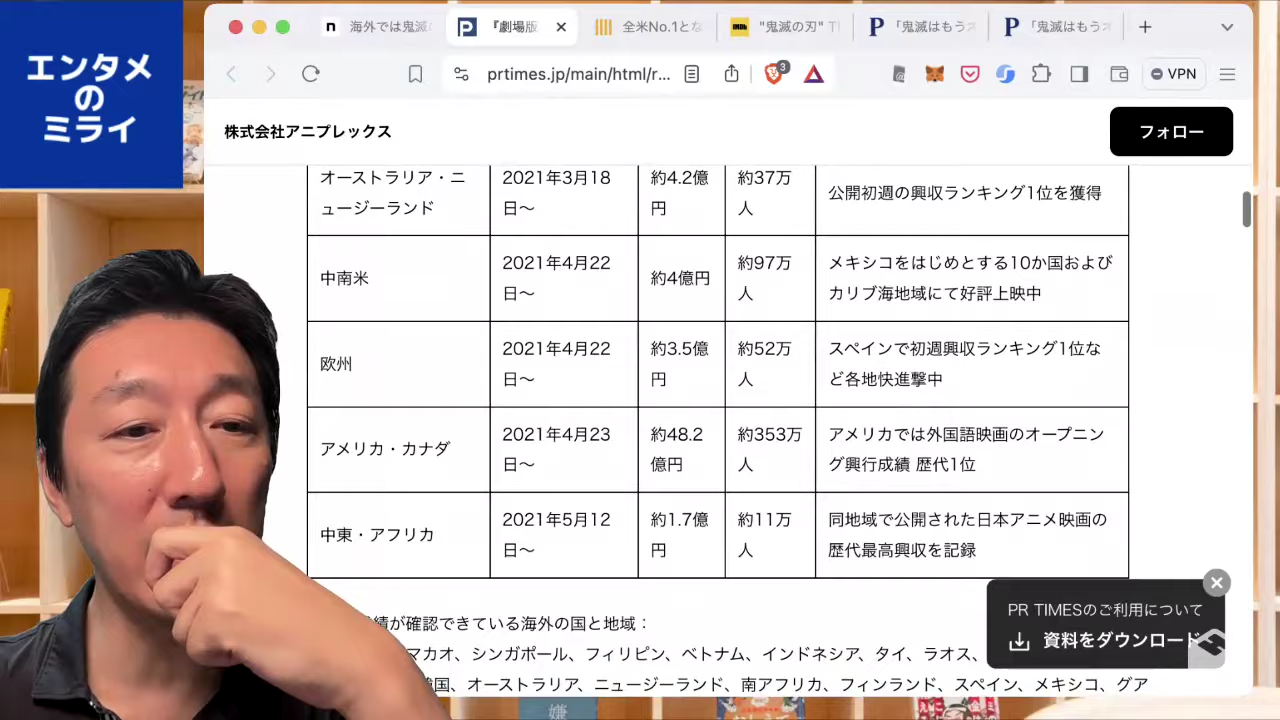 エンタメ
の
ミライ
n 海外では鬼滅
『劇場版
全米No.1とな
IMDb "鬼滅の刃"
「鬼滅はもう
「鬼滅はもう
prtimes.jp/main/html/r...
3
VPN
株式会社アニプレックス
フォロー
オーストラリア・ニ
ュージーランド
2021年3月18
日〜
約4.2億
円
約37万
人
公開初週の興収ランキング1位を獲得
中南米
2021年4月22
日〜
約4億円
約97万
人
メキシコをはじめとする10か国および
カリブ海地域にて好評上映中
欧州
2021年4月22
日〜
約3.5億
円
約52万
人
スペインで初週興収ランキング1位な
ど各地快進撃中
アメリカ・カナダ
2021年4月23
日〜
約48.2
億円
約353万
人
アメリカでは外国語映画のオープニン
グ興行成績 歴代1位
中東・アフリカ
2021年5月12
日〜
約1.7億
円
約11万
人
同地域で公開された日本アニメ映画の
歴代最高興収を記録
績が確認できている海外の国と地域：
マカオ、シンガポール、フィリピン、ベトナム、インドネシア、タイ、ラオス、
韓国、オーストラリア、ニュージーランド、南アフリカ、フィンランド、スペイン、メキシコ、グア
PR TIMESのご利用について
資料をダウンロード
嫌